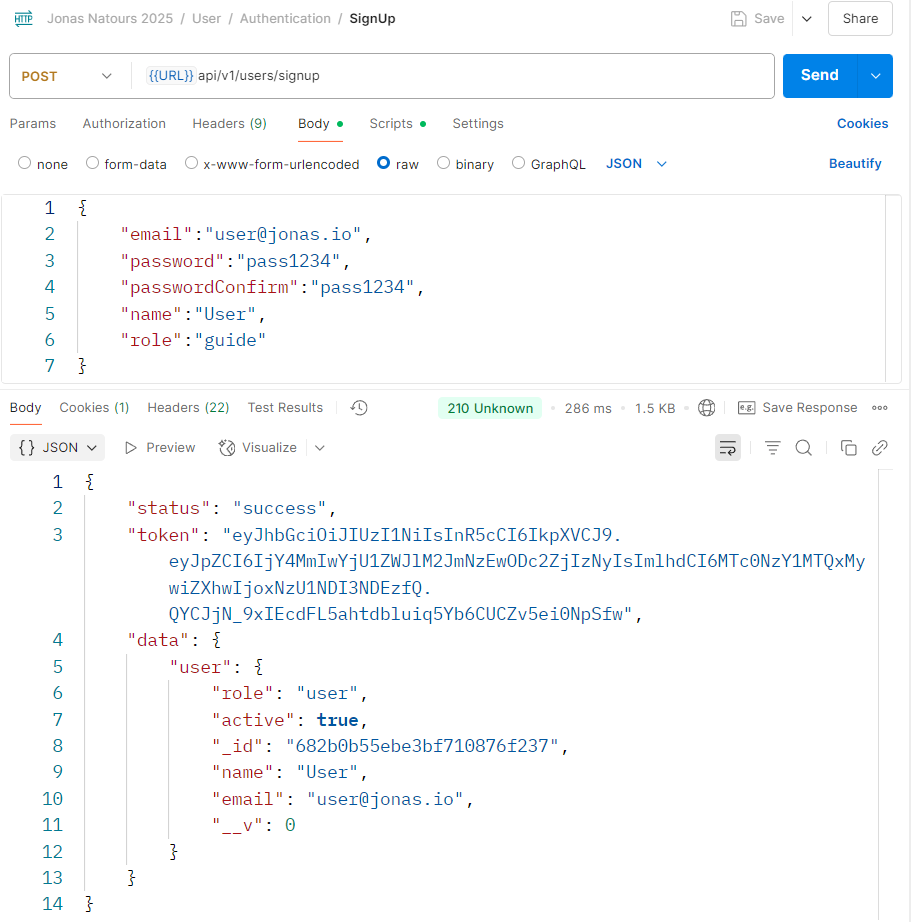 HTTP Jonas Natours 2025 / User / Authentication / SignUp Save Share
POST {{URL}} api/v1/users/signup Send
Params Authorization Headers (9) Body Scripts Settings Cookies
none form-data x-www-form-urlencoded raw binary GraphQL JSON Beautify
1 {
2 "email":"user@jonas.io",
3 "password":"pass1234",
4 "passwordConfirm":"pass1234",
5 "name":"User",
6 "role":"guide"
7 }
Body Cookies (1) Headers (22) Test Results 210 Unknown 286 ms 1.5 KB e.g. Save Response
{} JSON Preview Visualize
1 {
2 "status": "success",
3 "token": "eyJhbGciOiJIUzI1NiIsInR5cCI6IkpXVCJ9.
eyJpZCI6IjY4MmIwYjU1ZWJlM2JmNzEwODc2ZjIzNyIsImlhdCI6MTc0NzY1MTQxMy
wiZXhwIjoxNzU1NDI3NDEzfQ.
QYCJjN_9xIEcdFL5ahtdbluiq5Yb6CUCZv5ei0NpSfw",
4 "data": {
5 "user": {
6 "role": "user",
7 "active": true,
8 "_id": "682b0b55ebe3bf710876f237",
9 "name": "User",
10 "email": "user@jonas.io",
11 "__v": 0
12 }
13 }
14 }